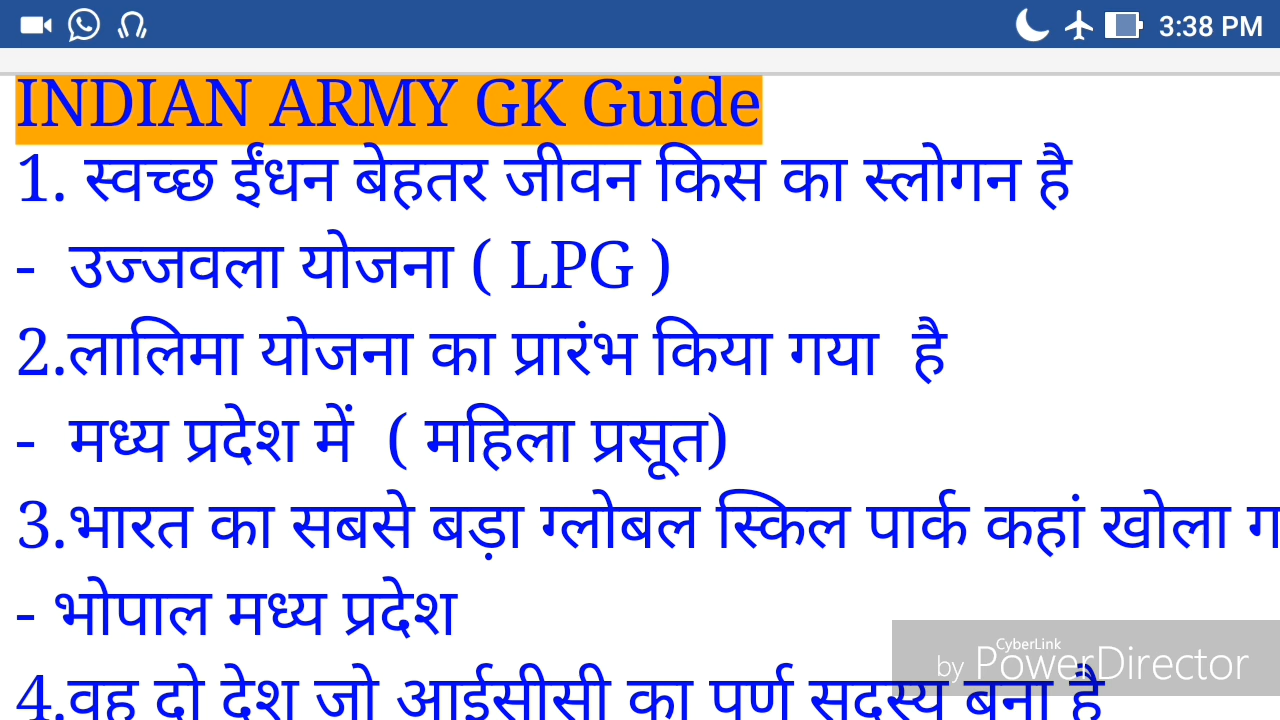 3:38 PM
INDIAN ARMY GK Guide
1. स्वच्छ ईंधन बेहतर जीवन किस का स्लोगन है
- उज्जवला योजना ( LPG )
2.लालिमा योजना का प्रारंभ किया गया है
- मध्य प्रदेश में ( महिला प्रसूत)
3.भारत का सबसे बड़ा ग्लोबल स्किल पार्क कहां खोला ग
- भोपाल मध्य प्रदेश
4.वह दो देश जो आईसीसी का पूर्ण सदस्य बना है
CyberLink
by PowerDirector